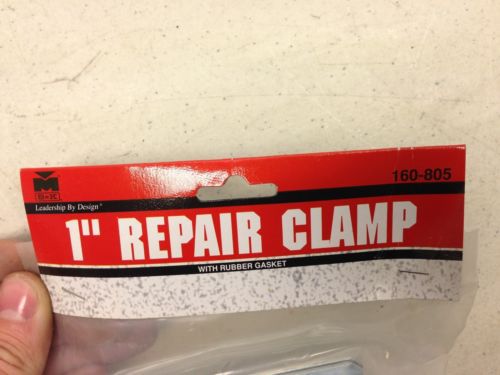 160-805
B&K
Leadership By Design
1" REPAIR CLAMP
WITH RUBBER GASKET